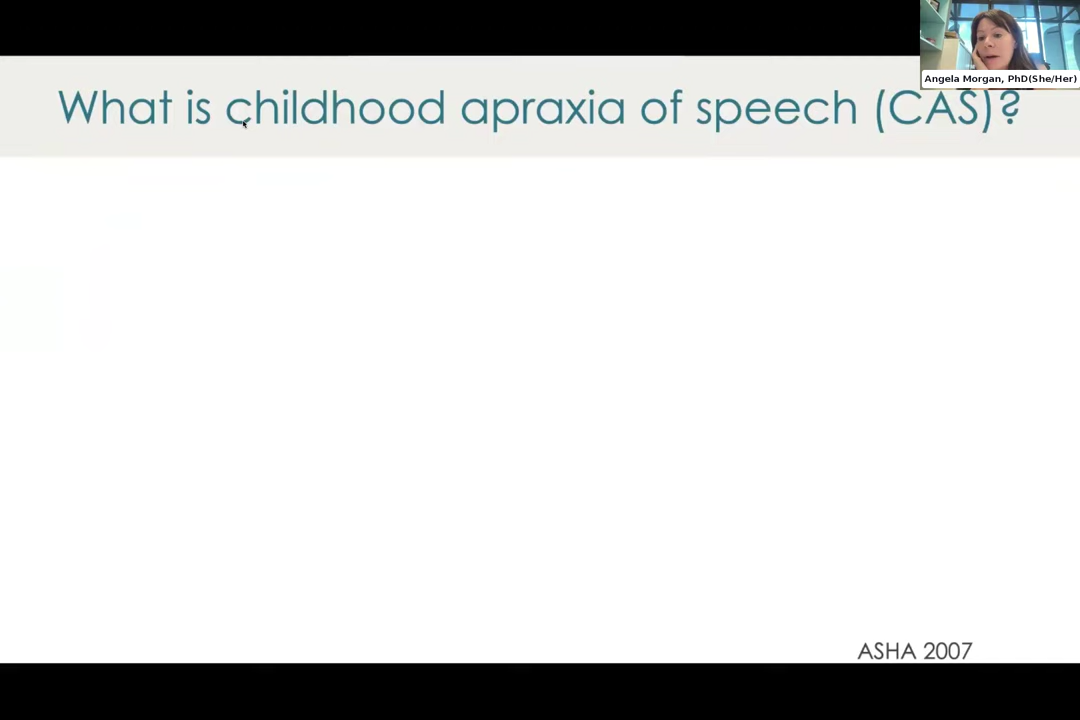 Angela Morgan, PhD(She/Her)
What is childhood apraxia of speech (CAS)?
ASHA 2007